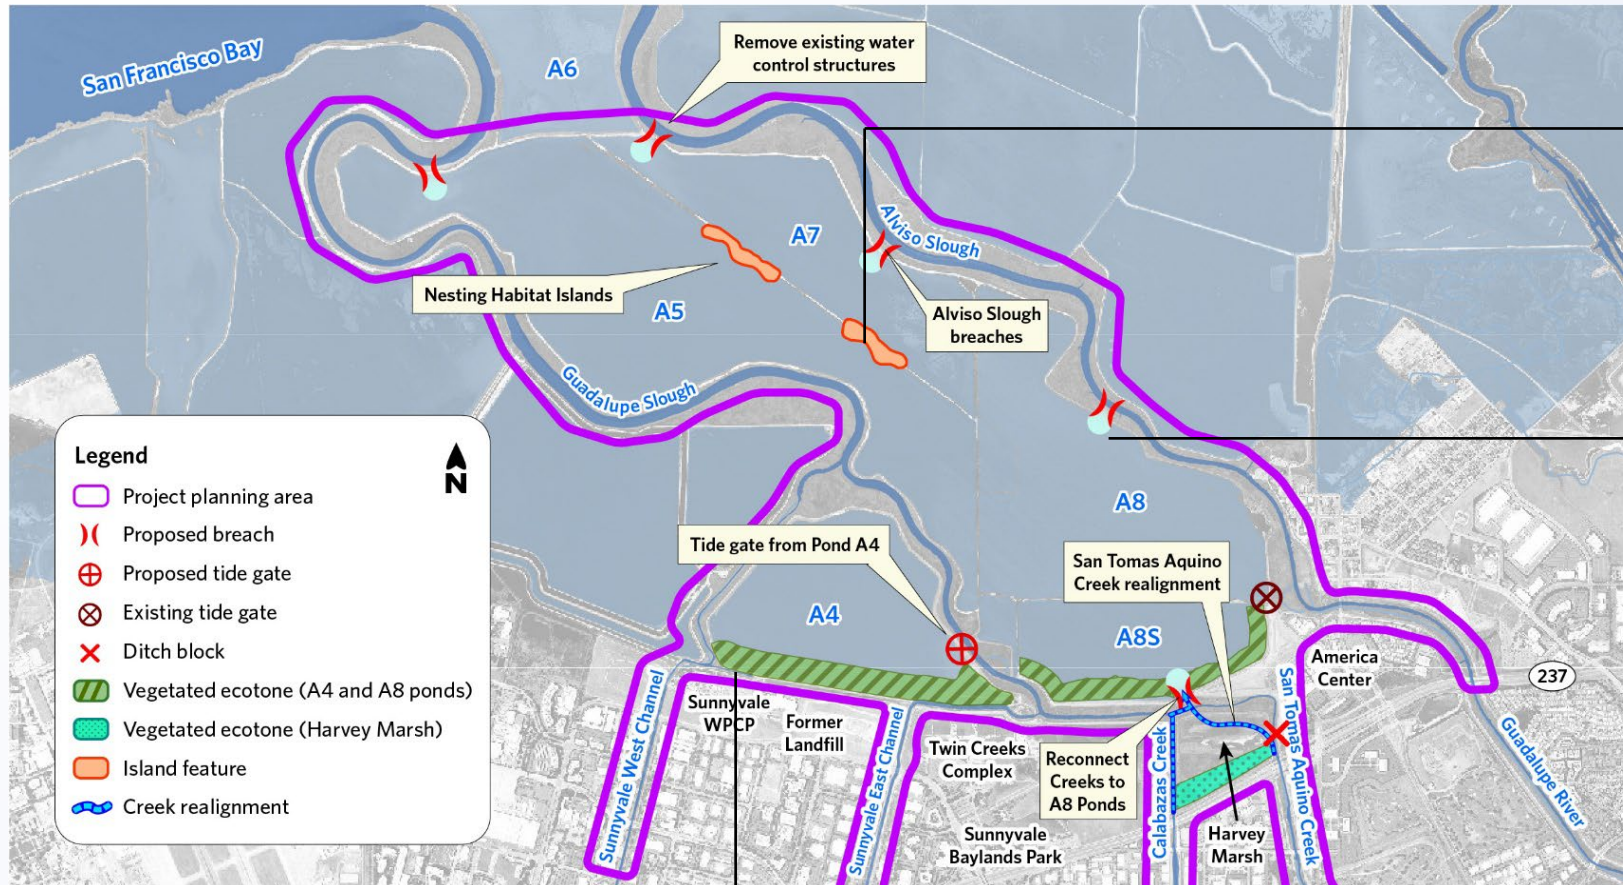 San Francisco Bay
A6
Remove existing water
control structures
A7
Alviso Slough
Nesting Habitat Islands
A5
Alviso Slough
breaches
Guadalupe Slough
Legend
N
Project planning area
Proposed breach
Proposed tide gate
Existing tide gate
Ditch block
Vegetated ecotone (A4 and A8 ponds)
Vegetated ecotone (Harvey Marsh)
Island feature
Creek realignment
A8
Tide gate from Pond A4
San Tomas Aquino
Creek realignment
A4
A8S
America
Center
237
Sunnyvale West Channel
Sunnyvale
WPCP
Former
Landfill
Sunnyvale East Channel
Twin Creeks
Complex
Reconnect
Creeks to
A8 Ponds
Calabazas Creek
San Tomas Aquino Creek
Guadalupe River
Sunnyvale
Baylands Park
Harvey
Marsh